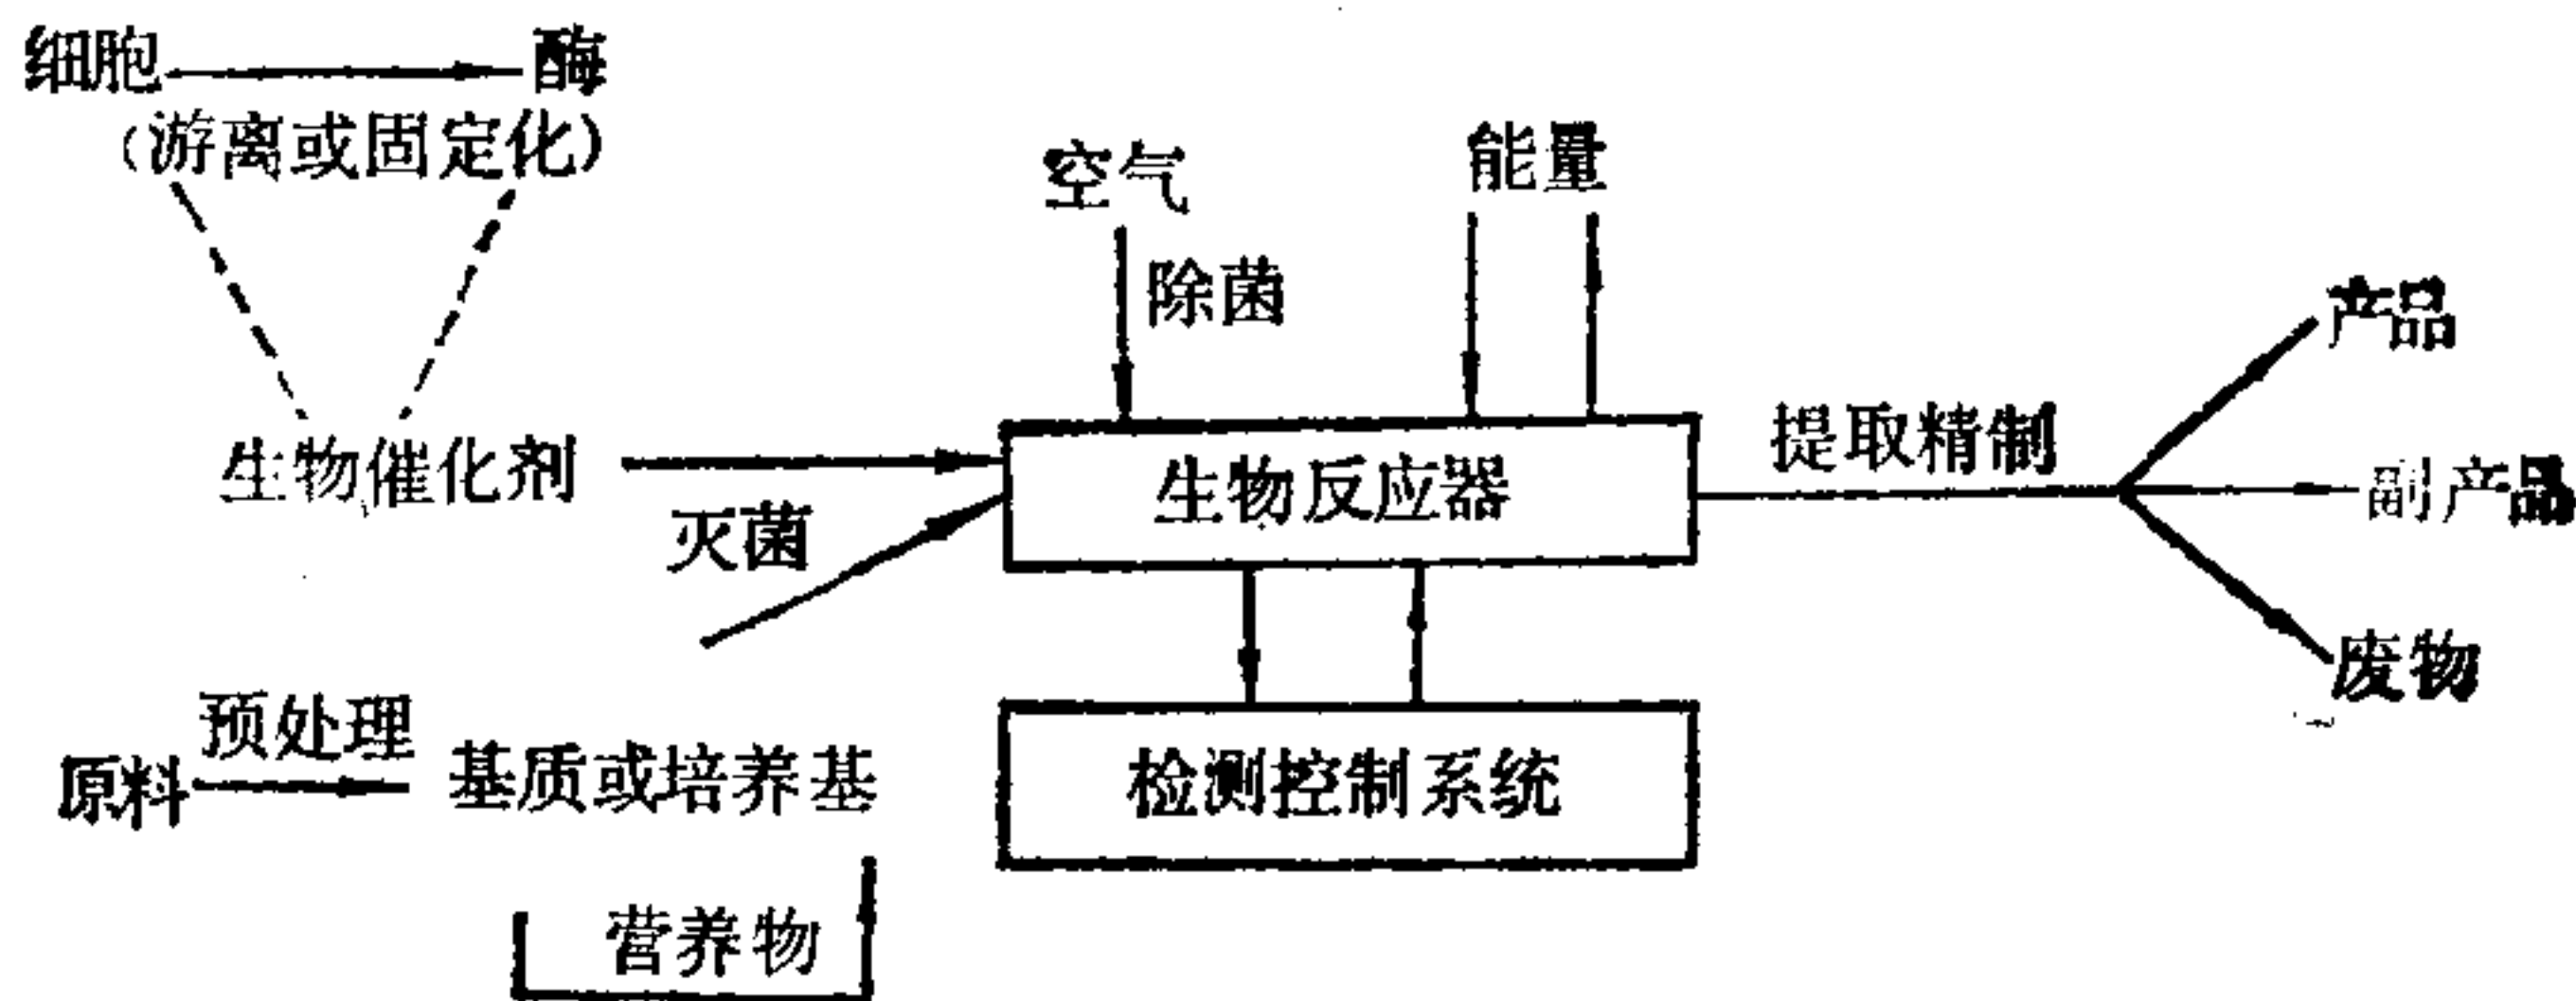 细胞 酶
(游离或固定化)
空气 能量
除菌
产品
提取精制
生物催化剂 生物反应器 副产品
灭菌
废物
预处理
原料 基质或培养基 检测控制系统
营养物